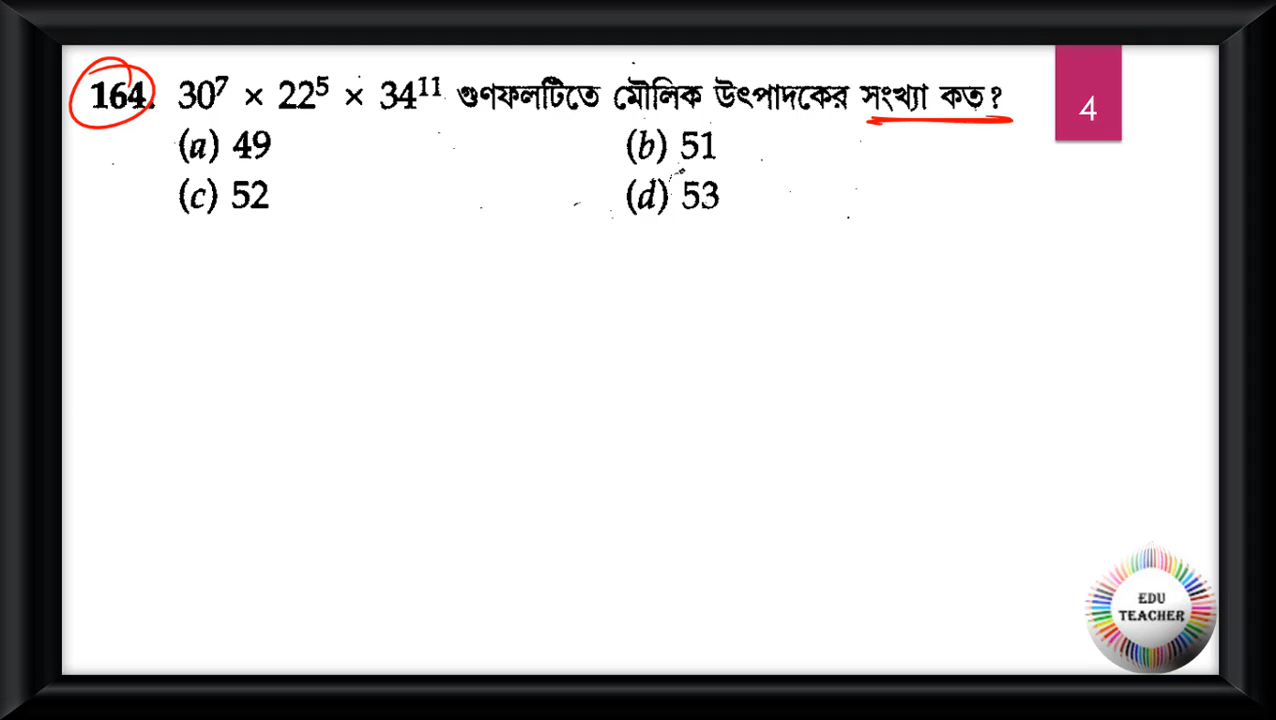 164. 30⁷ × 22⁵ × 34¹¹ গুণফলটিতে মৌলিক উৎপাদকের সংখ্যা কত?
(a) 49 (b) 51
(c) 52 (d) 53
4
EDU
TEACHER